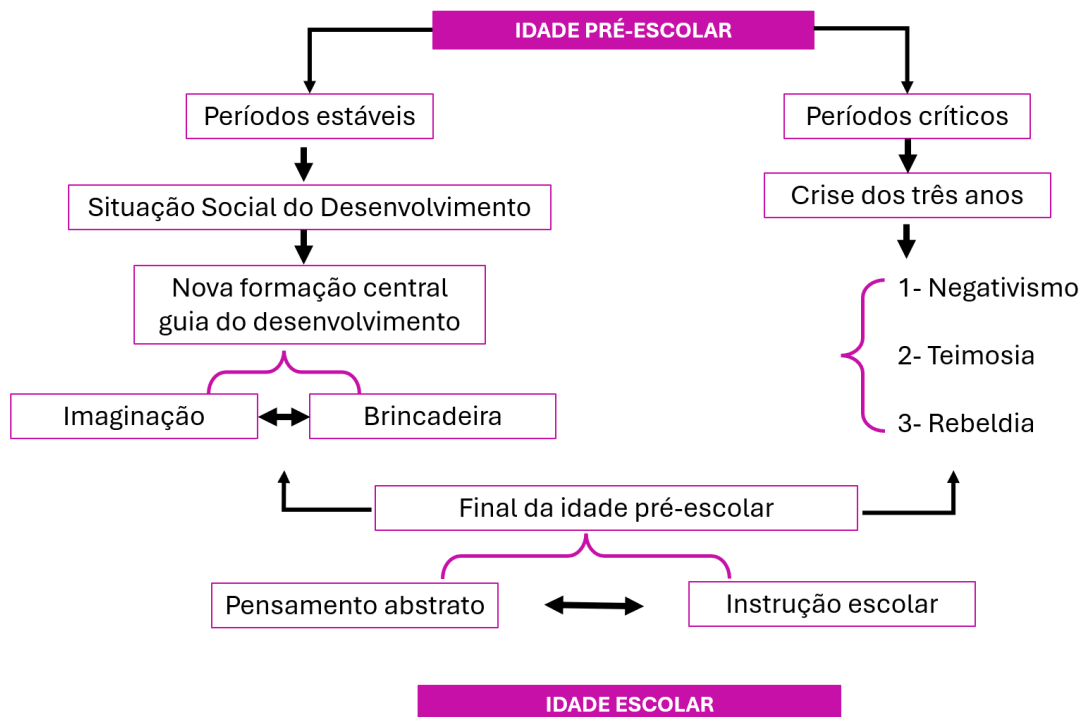 IDADE PRÉ-ESCOLAR
Períodos estáveis
Períodos críticos
Situação Social do Desenvolvimento
Crise dos três anos
Nova formação central
guia do desenvolvimento
1- Negativismo
2- Teimosia
3- Rebeldia
Imaginação
Brincadeira
Final da idade pré-escolar
Pensamento abstrato
Instrução escolar
IDADE ESCOLAR